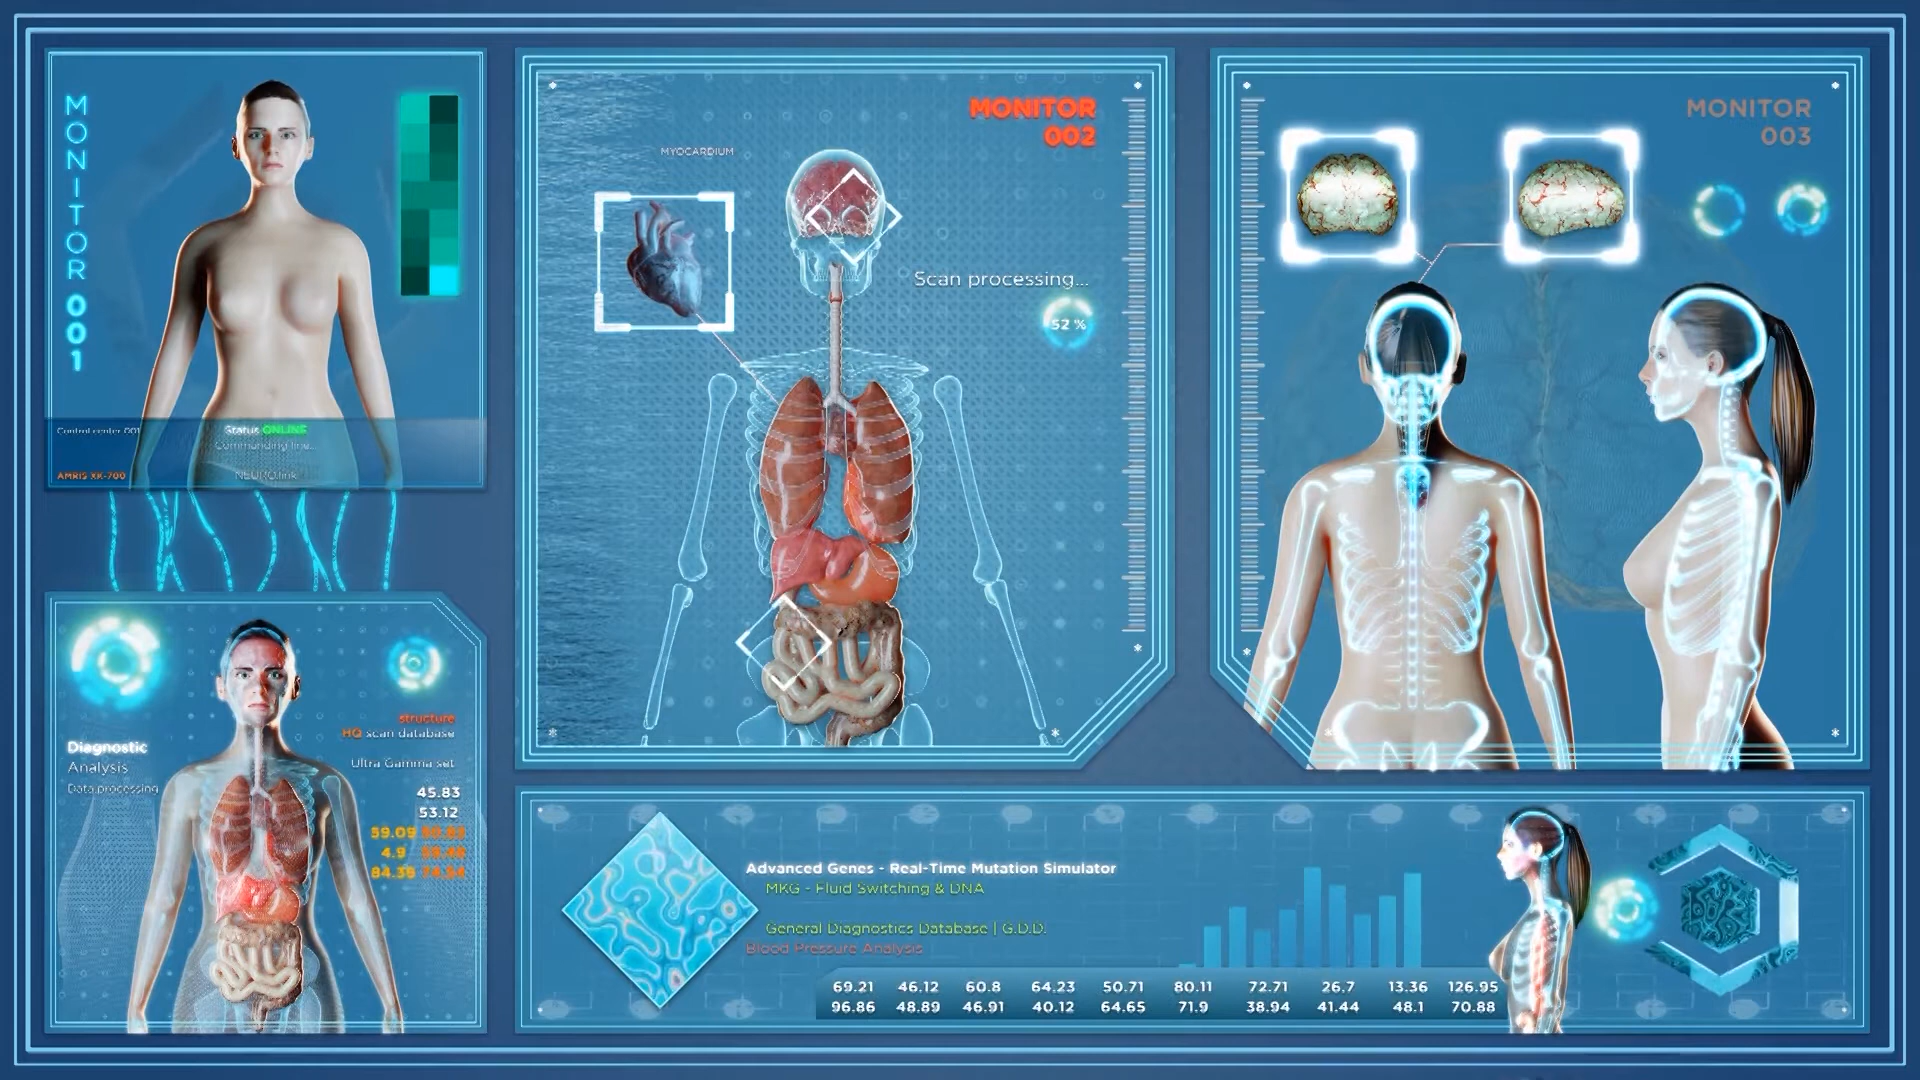 MONITOR 001
Control center 001
Status ONLINE
Commanding line...
AMRIS XK-700
NEURO.link
MONITOR
002
MYOCARDIUM
Scan processing...
52 %
MONITOR
003
structure
HQ scan database
Diagnostic
Analysis
Data.processing
Ultra Gamma set
45.83
53.12
59.09
4.9
84.39
Advanced Genes - Real-Time Mutation Simulator
MKG - Fluid Switching & DNA
General Diagnostics Database | G.D.D.
Blood Pressure Analysis
69.21 46.12 60.8 64.23 50.71 80.11 72.71 26.7 13.36 126.95
96.86 48.89 46.91 40.12 64.65 71.9 38.94 41.44 48.1 70.88